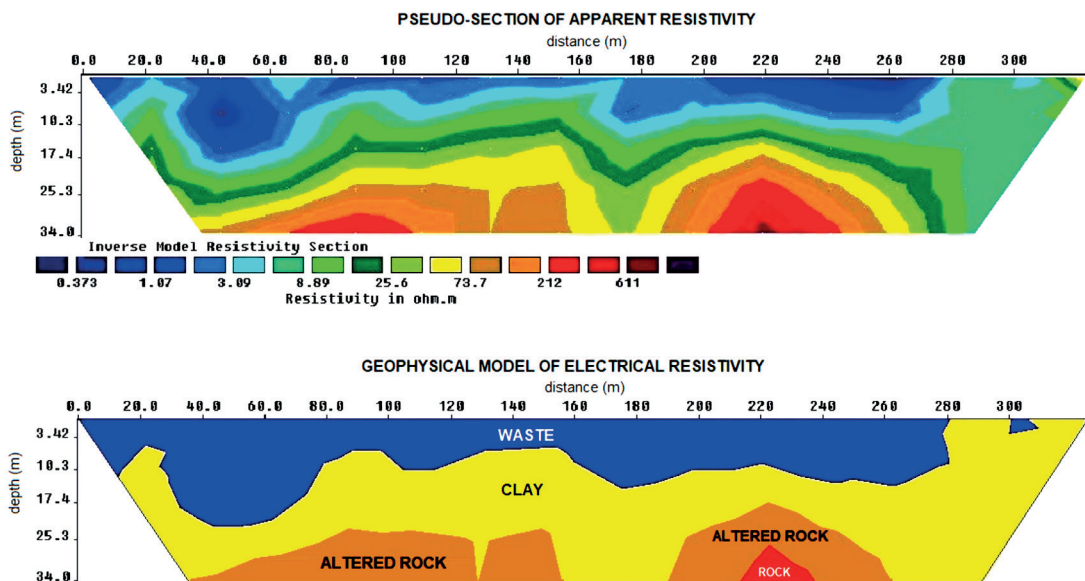 PSEUDO-SECTION OF APPARENT RESISTIVITY
distance (m)
0.0 20.0 40.0 60.0 80.0 100 120 140 160 180 200 220 240 260 280 300
depth (m)
3.42
10.3
17.4
25.3
34.0
Inverse Model Resistivity Section
0.373 1.07 3.09 8.89 25.6 73.7 212 611
Resistivity in ohm.m
GEOPHYSICAL MODEL OF ELECTRICAL RESISTIVITY
distance (m)
0.0 20.0 40.0 60.0 80.0 100 120 140 160 180 200 220 240 260 280 300
depth (m)
3.42
10.3
17.4
25.3
34.0
WASTE
CLAY
ALTERED ROCK
ALTERED ROCK
ROCK